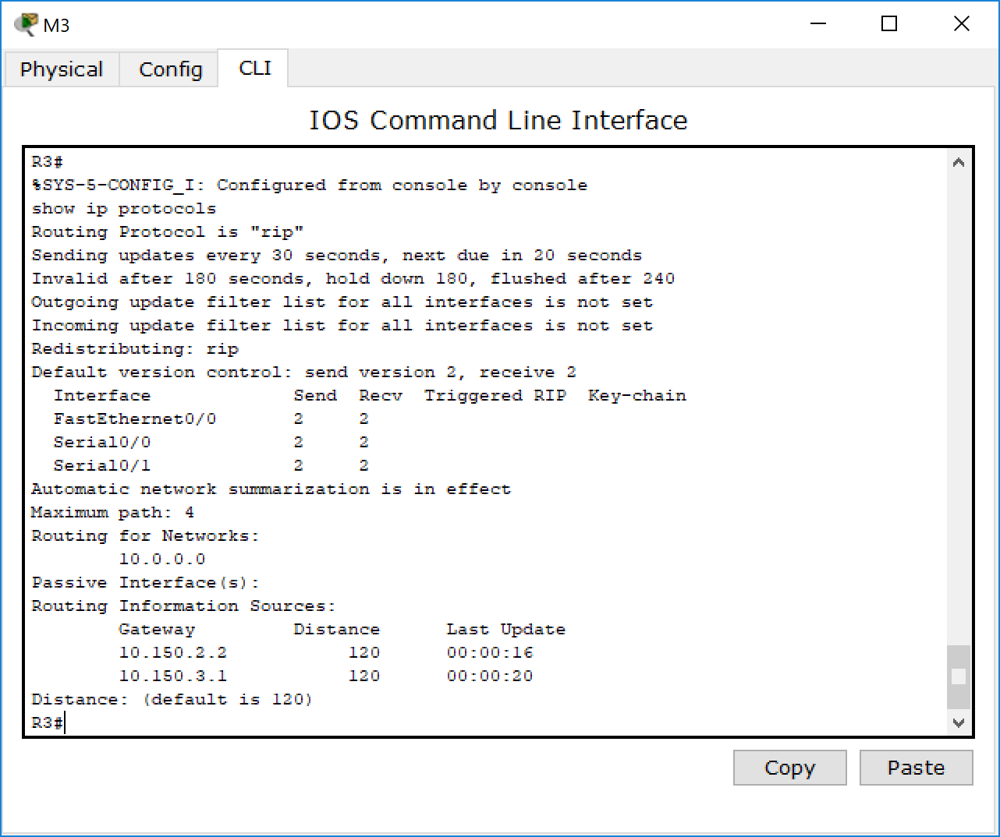 M3
Physical Config CLI
IOS Command Line Interface
R3#
%SYS-5-CONFIG_I: Configured from console by console
show ip protocols
Routing Protocol is "rip"
Sending updates every 30 seconds, next due in 20 seconds
Invalid after 180 seconds, hold down 180, flushed after 240
Outgoing update filter list for all interfaces is not set
Incoming update filter list for all interfaces is not set
Redistributing: rip
Default version control: send version 2, receive 2
  Interface             Send  Recv  Triggered RIP  Key-chain
  FastEthernet0/0       2     2
  Serial0/0             2     2
  Serial0/1             2     2
Automatic network summarization is in effect
Maximum path: 4
Routing for Networks:
        10.0.0.0
Passive Interface(s):
Routing Information Sources:
        Gateway         Distance      Last Update
        10.150.2.2           120      00:00:16
        10.150.3.1           120      00:00:20
Distance: (default is 120)
R3#
Copy Paste